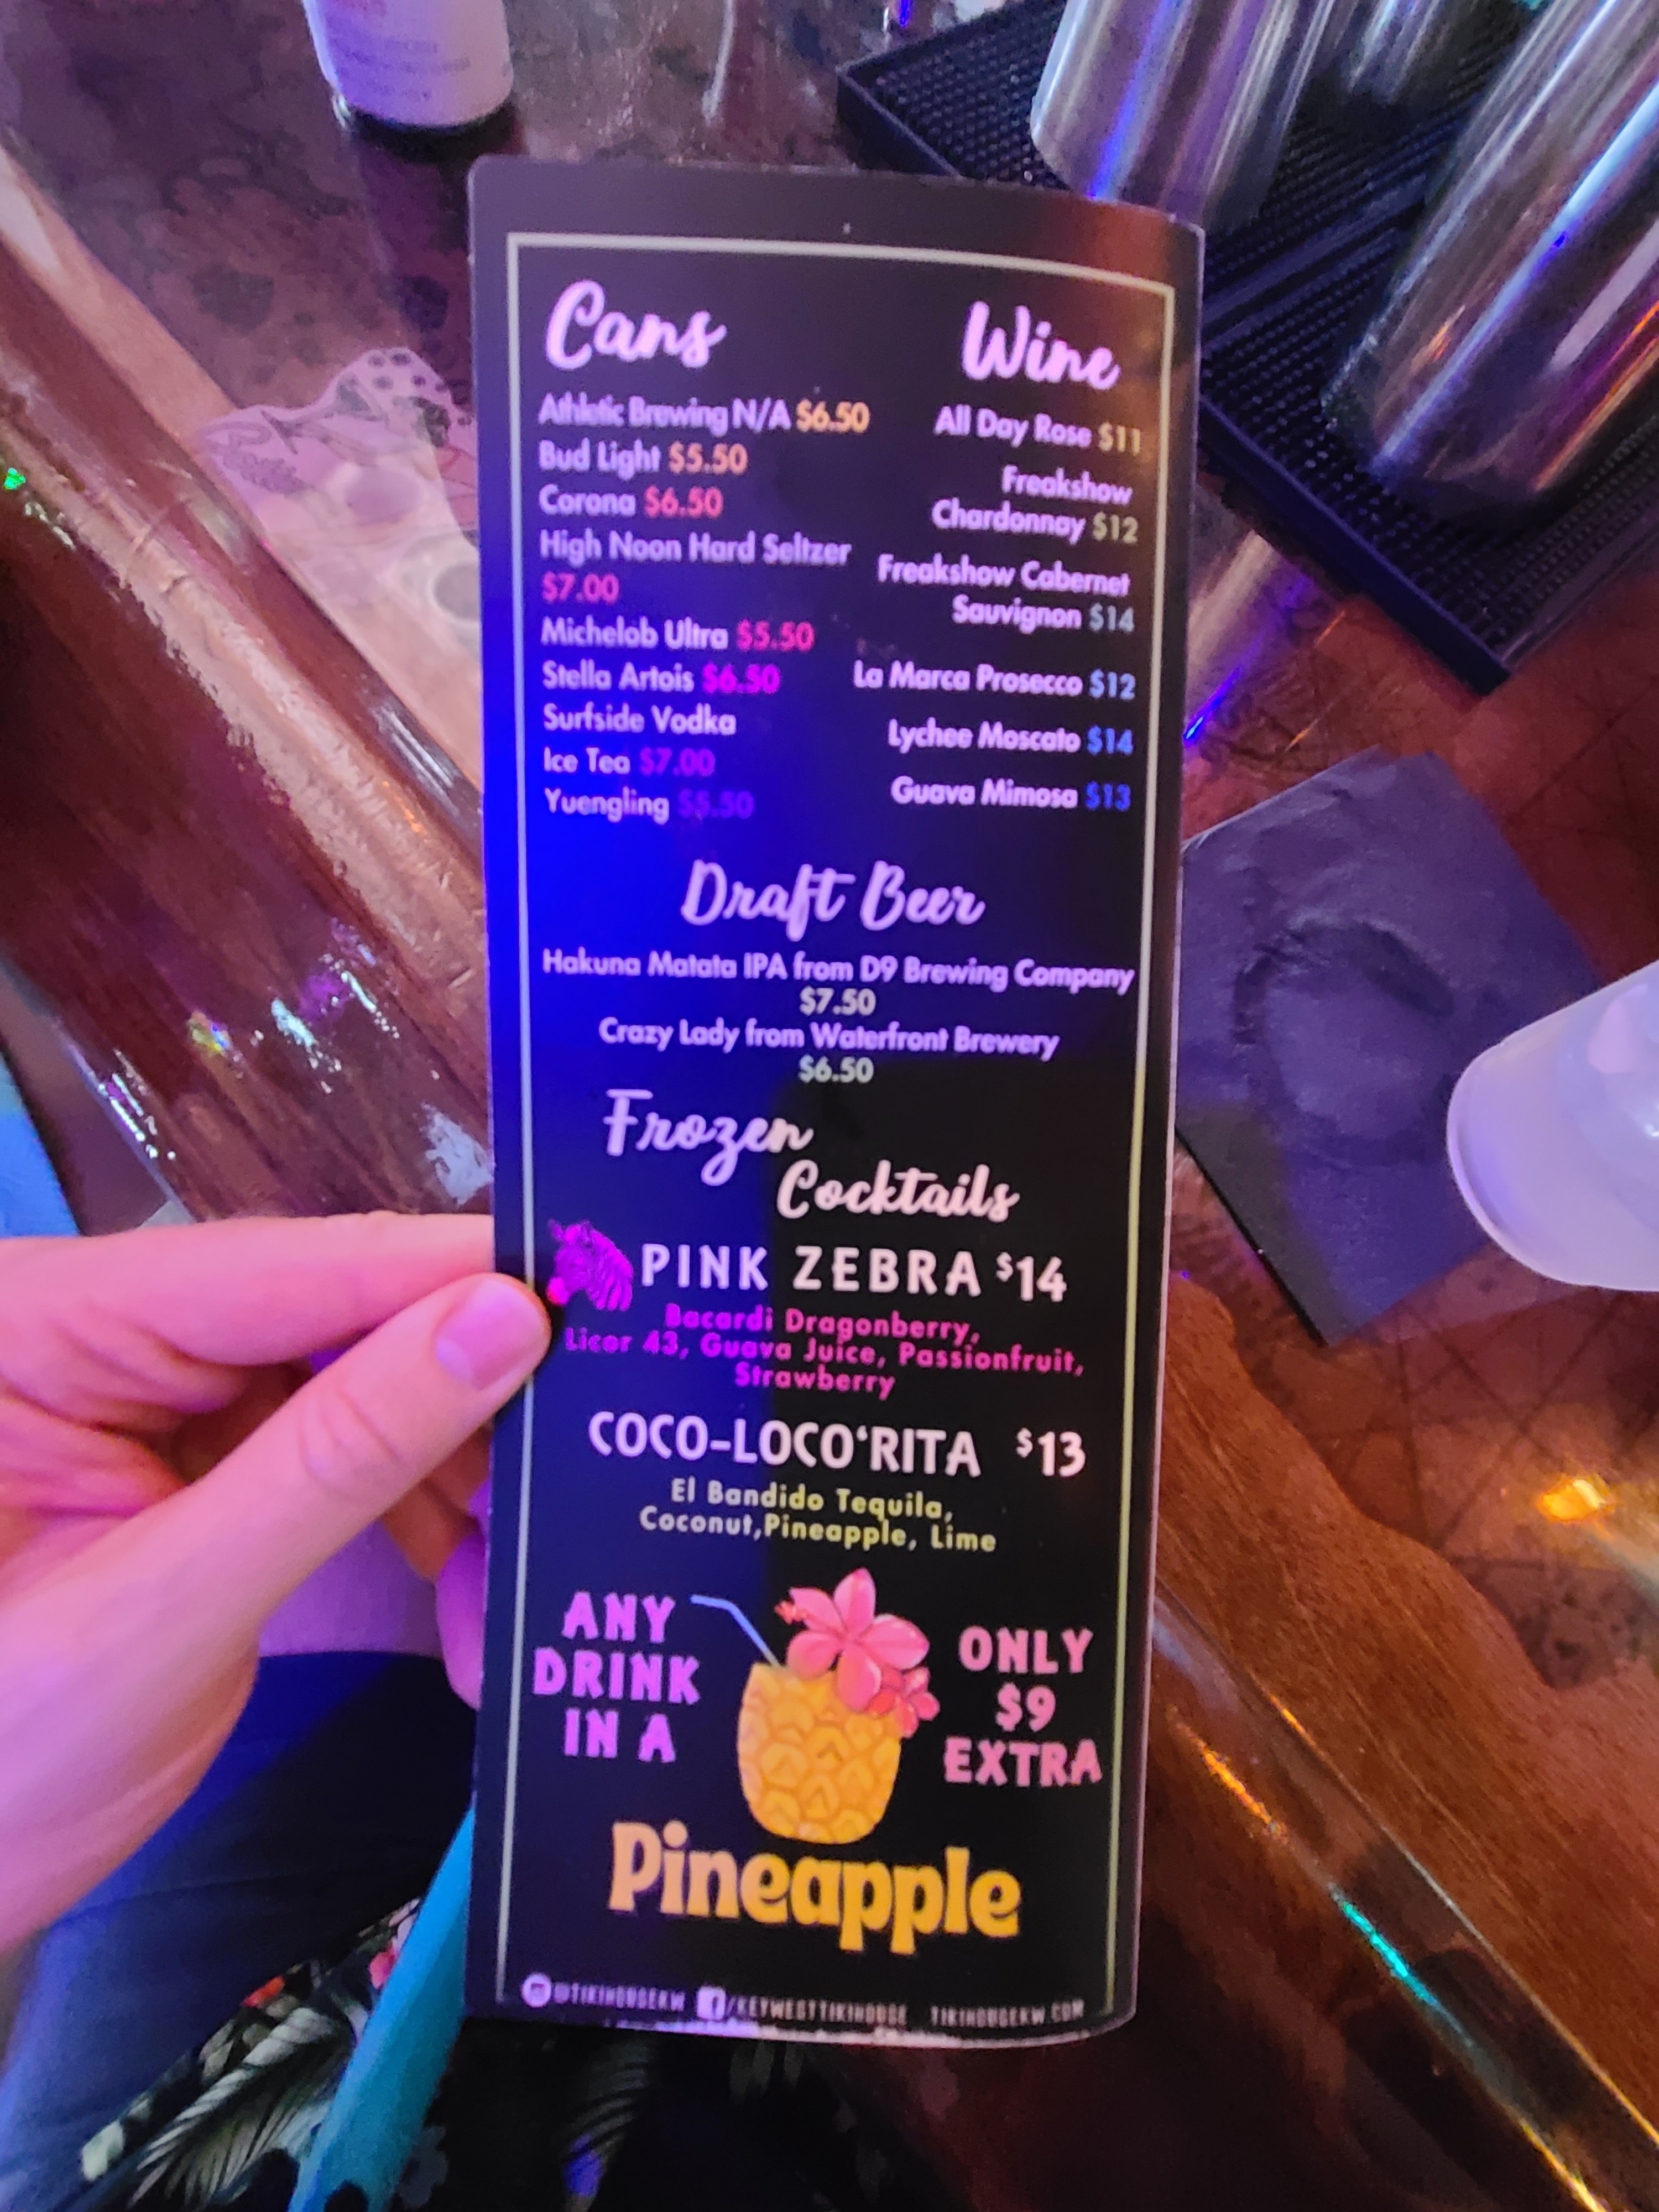 Cans
Athletic Brewing N/A $6.50
Bud Light $5.50
Corona $6.50
High Noon Hard Seltzer
$7.00
Michelob Ultra $5.50
Stella Artois $6.50
Surfside Vodka
Ice Tea $7.00
Yuengling $5.50
Wine
All Day Rose $11
Freakshow
Chardonnay $12
Freakshow Cabernet
Sauvignon $14
La Marca Prosecco $12
Lychee Moscato $14
Guava Mimosa $13
Draft Beer
Hakuna Matata IPA from D9 Brewing Company
$7.50
Crazy Lady from Waterfront Brewery
$6.50
Frozen
Cocktails
PINK ZEBRA $14
Bacardi Dragonberry,
Licor 43, Guava Juice, Passionfruit,
Strawberry
COCO-LOCO‘RITA $13
El Bandido Tequila,
Coconut,Pineapple, Lime
ANY
DRINK
IN A
ONLY
$9
EXTRA
Pineapple
@TIKIHOUSEKW /KEYWESTTIKIHOUSE TIKIHOUSEKW.COM